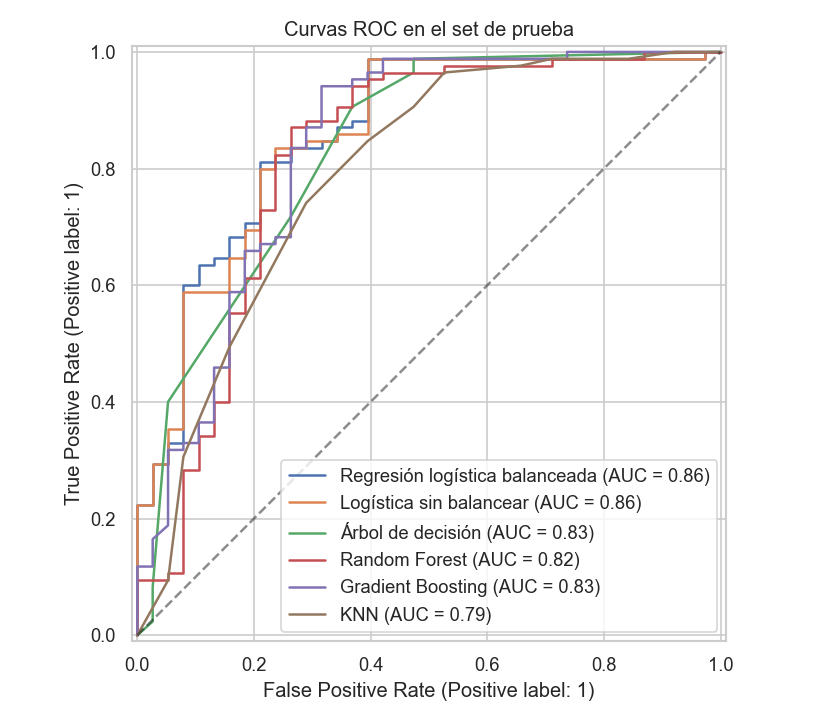 Curvas ROC en el set de prueba
True Positive Rate (Positive label: 1)
1.0
0.8
0.6
0.4
0.2
0.0
Regresión logística balanceada (AUC = 0.86)
Logística sin balancear (AUC = 0.86)
Árbol de decisión (AUC = 0.83)
Random Forest (AUC = 0.82)
Gradient Boosting (AUC = 0.83)
KNN (AUC = 0.79)
0.0 0.2 0.4 0.6 0.8 1.0
False Positive Rate (Positive label: 1)